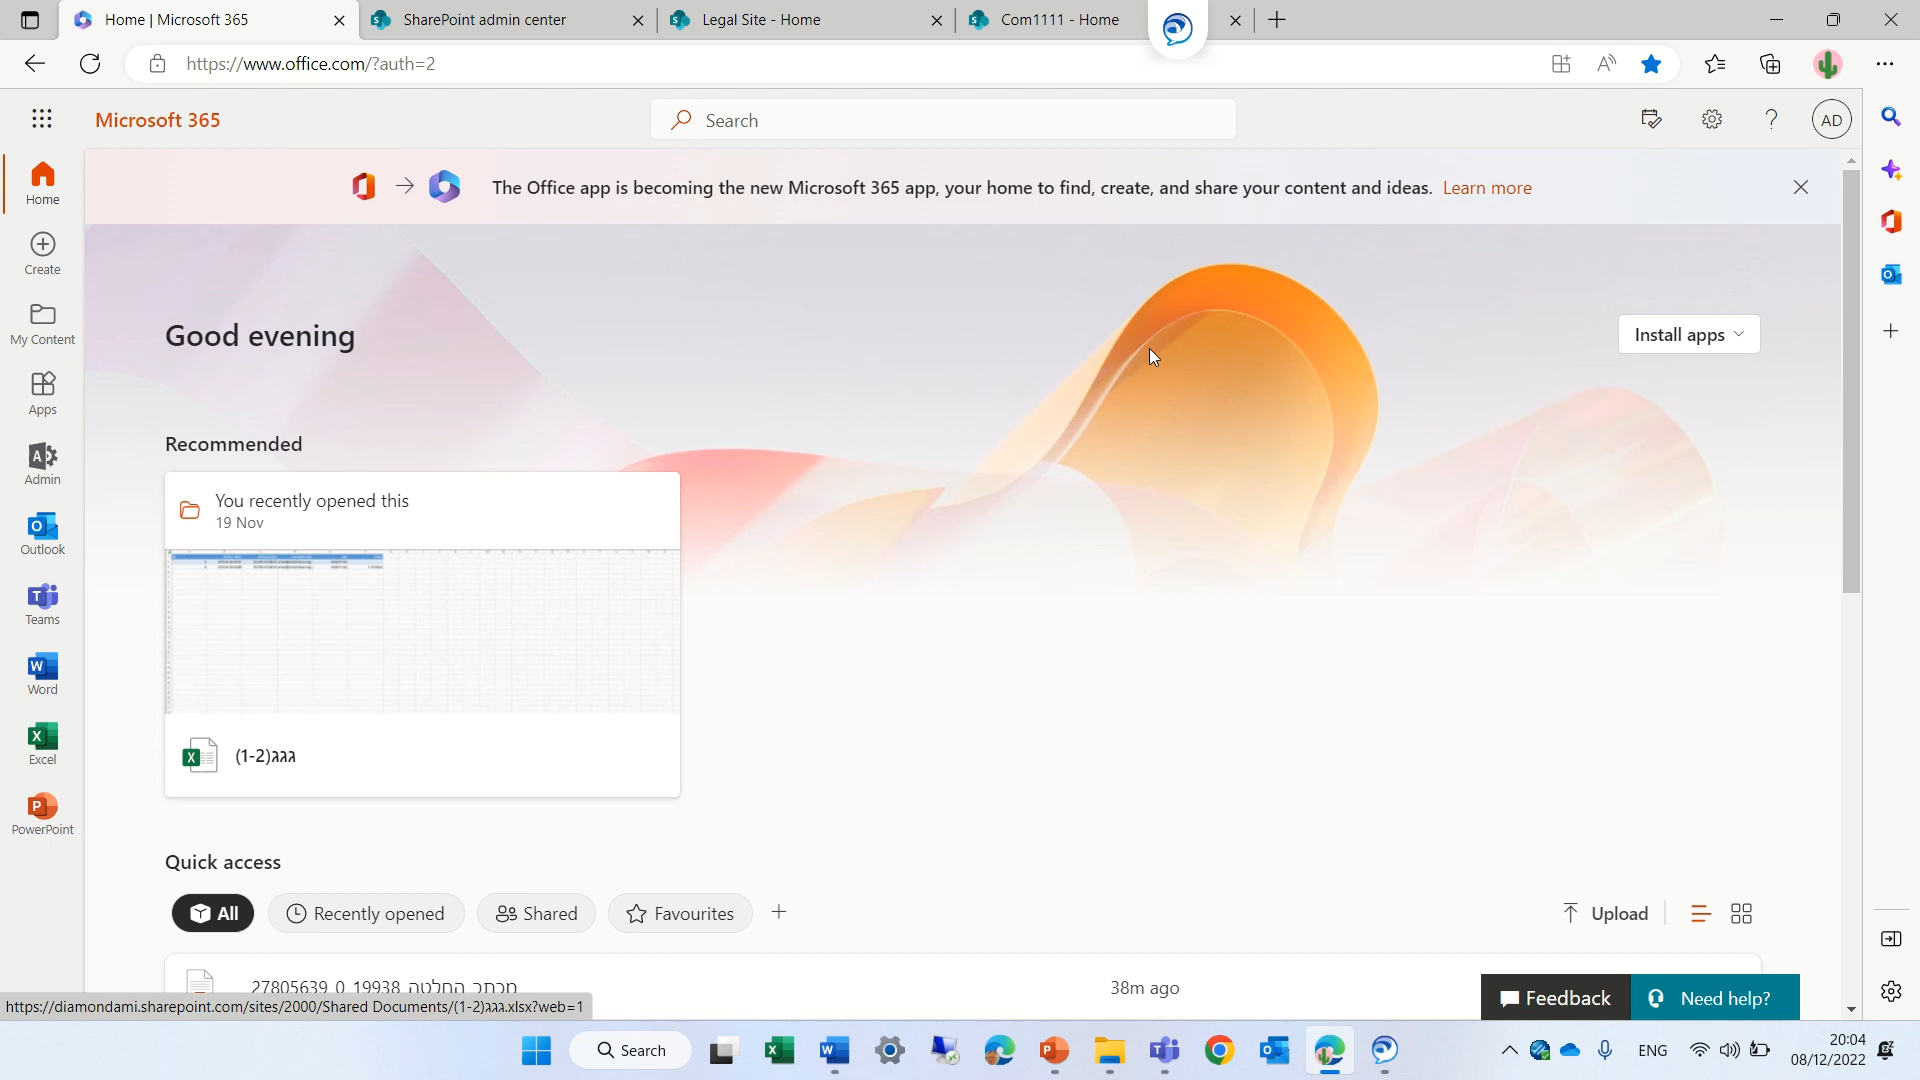 Home | Microsoft 365
SharePoint admin center
Legal Site - Home
Com1111 - Home
https://www.office.com/?auth=2
Microsoft 365
Search
AD
The Office app is becoming the new Microsoft 365 app, your home to find, create, and share your content and ideas. Learn more
Home
Create
My Content
Apps
Admin
Outlook
Teams
Word
Excel
PowerPoint
Good evening
Install apps
Recommended
You recently opened this
19 Nov
גגג(1-2)
Quick access
All
Recently opened
Shared
Favourites
Upload
מכתב החלטה 19938_0_27805639
38m ago
Feedback
Need help?
https://diamondami.sharepoint.com/sites/2000/Shared Documents/(1-2)גגג.xlsx?web=1
Search
ENG
20:04
08/12/2022